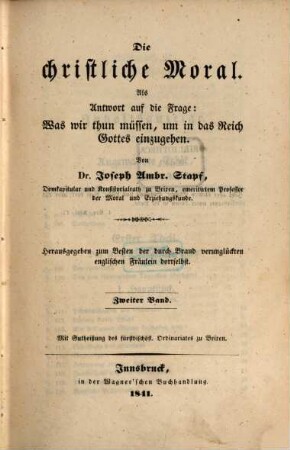 Die
christliche Moral.
Als
Antwort auf die Frage:
Was wir thun müssen, um in das Reich
Gottes einzugehen.
Von
Dr. Joseph Ambr. Stapf,
Domkapitular und Konsistorialrath zu Brixen, emeritirtem Professor
der Moral und Erziehungskunde.
Herausgegeben zum Besten der durch Brand verunglückten
englischen Fräulein dortselbst.
Zweiter Band.
Mit Gutheißung des fürstbischöfl. Ordinariates zu Brixen.
Innsbruck,
in der Wagner'schen Buchhandlung.
1841.